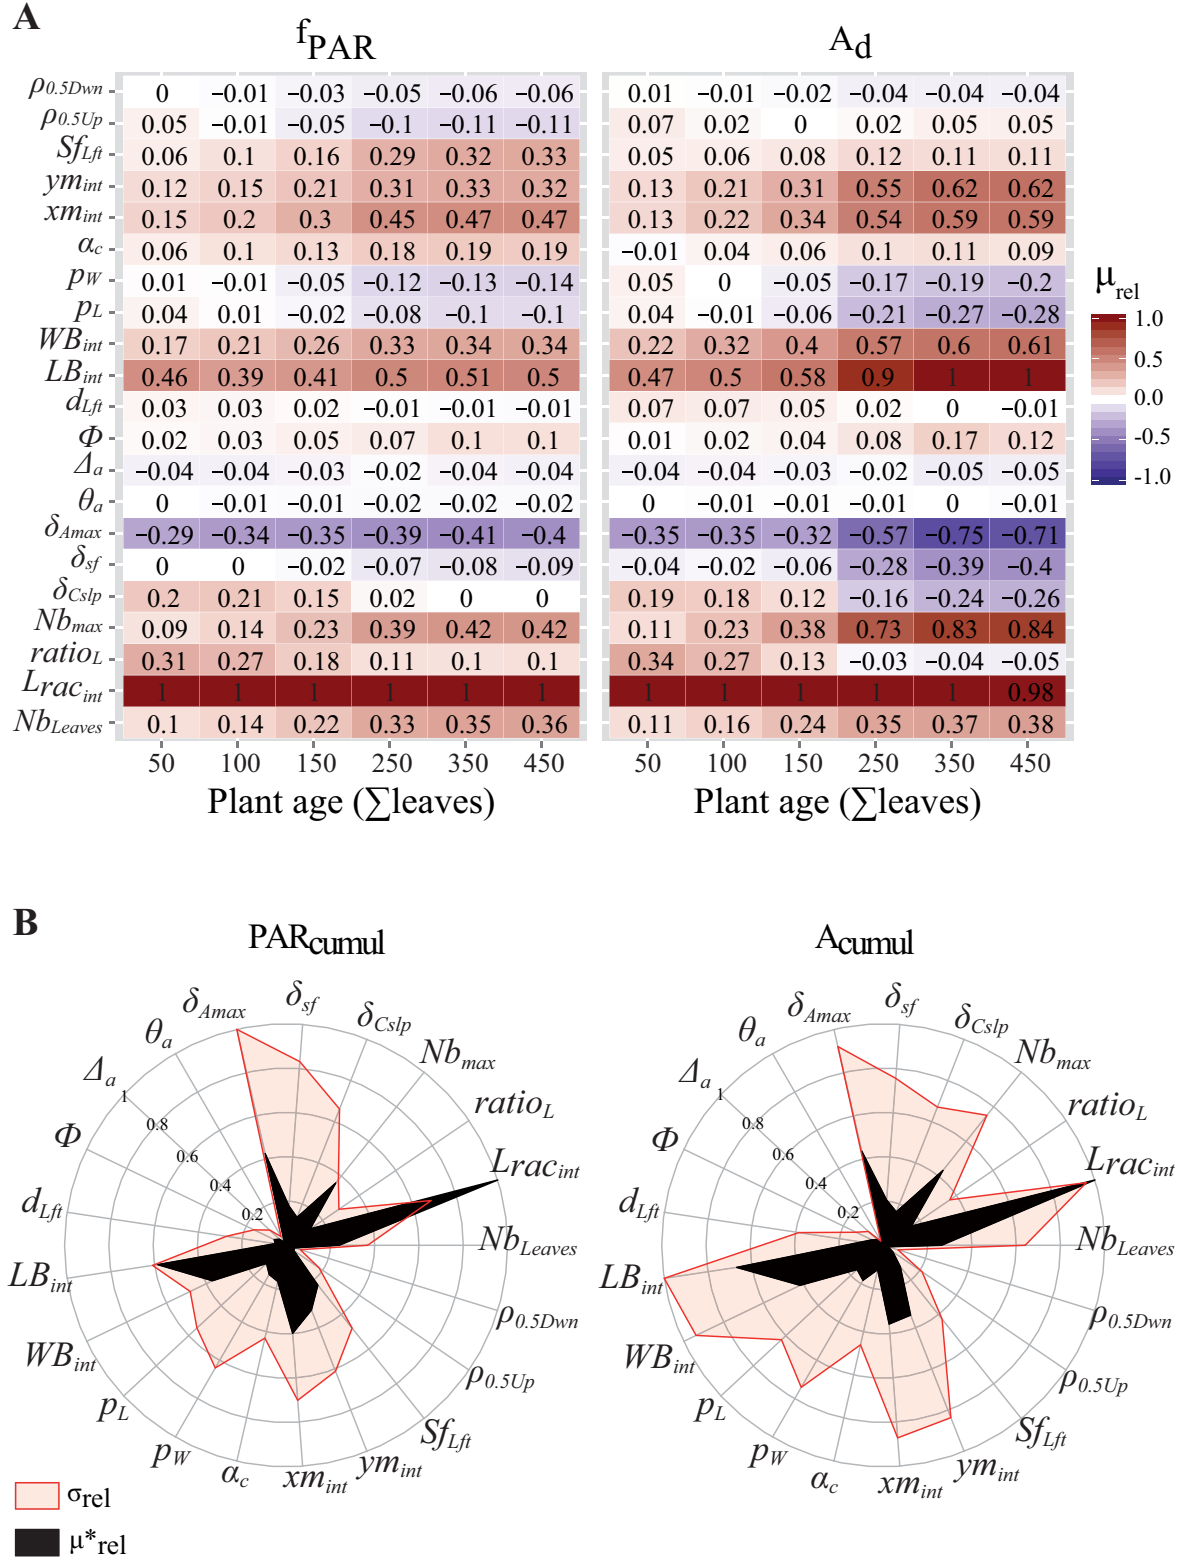 A
fPAR Ad
ρ0.5Dwn 0 −0.01 −0.03 −0.05 −0.06 −0.06 0.01 −0.01 −0.02 −0.04 −0.04 −0.04
ρ0.5Up 0.05 −0.01 −0.05 −0.1 −0.11 −0.11 0.07 0.02 0 0.02 0.05 0.05
SfLft 0.06 0.1 0.16 0.29 0.32 0.33 0.05 0.06 0.08 0.12 0.11 0.11
ymint 0.12 0.15 0.21 0.31 0.33 0.32 0.13 0.21 0.31 0.55 0.62 0.62
xmint 0.15 0.2 0.3 0.45 0.47 0.47 0.13 0.22 0.34 0.54 0.59 0.59
αc 0.06 0.1 0.13 0.18 0.19 0.19 −0.01 0.04 0.06 0.1 0.11 0.09
pW 0.01 −0.01 −0.05 −0.12 −0.13 −0.14 0.05 0 −0.05 −0.17 −0.19 −0.2
pL 0.04 0.01 −0.02 −0.08 −0.1 −0.1 0.04 −0.01 −0.06 −0.21 −0.27 −0.28
WBint 0.17 0.21 0.26 0.33 0.34 0.34 0.22 0.32 0.4 0.57 0.6 0.61
LBint 0.46 0.39 0.41 0.5 0.51 0.5 0.47 0.5 0.58 0.9 1 1
dLft 0.03 0.03 0.02 −0.01 −0.01 −0.01 0.07 0.07 0.05 0.02 0 −0.01
Φ 0.02 0.03 0.05 0.07 0.1 0.1 0.01 0.02 0.04 0.08 0.17 0.12
Δa −0.04 −0.04 −0.03 −0.02 −0.04 −0.04 −0.04 −0.04 −0.03 −0.02 −0.05 −0.05
θa 0 −0.01 −0.01 −0.02 −0.02 −0.02 0 −0.01 −0.01 −0.01 0 −0.01
δAmax −0.29 −0.34 −0.35 −0.39 −0.41 −0.4 −0.35 −0.35 −0.32 −0.57 −0.75 −0.71
δsf 0 0 −0.02 −0.07 −0.08 −0.09 −0.04 −0.02 −0.06 −0.28 −0.39 −0.4
δCslp 0.2 0.21 0.15 0.02 0 0 0.19 0.18 0.12 −0.16 −0.24 −0.26
Nbmax 0.09 0.14 0.23 0.39 0.42 0.42 0.11 0.23 0.38 0.73 0.83 0.84
ratioL 0.31 0.27 0.18 0.11 0.1 0.1 0.34 0.27 0.13 −0.03 −0.04 −0.05
Lracint 1 1 1 1 1 1 1 1 1 1 1 0.98
NbLeaves 0.1 0.14 0.22 0.33 0.35 0.36 0.11 0.16 0.24 0.35 0.37 0.38
50 100 150 250 350 450 50 100 150 250 350 450
Plant age (∑leaves) Plant age (∑leaves)
μrel
1.0
0.5
0.0
-0.5
-1.0
B
PARcumul
δAmax δsf δCslp
θa Nbmax
Δa ratioL
Φ Lracint
dLft NbLeaves
LBint ρ0.5Dwn
WBint ρ0.5Up
pL SfLft
pW αc xmint ymint
1
0.8
0.6
0.4
0.2
Acumul
δAmax δsf δCslp
θa Nbmax
Δa ratioL
Φ Lracint
dLft NbLeaves
LBint ρ0.5Dwn
WBint ρ0.5Up
pL SfLft
pW αc xmint ymint
1
0.8
0.6
0.4
0.2
σrel
μ*rel